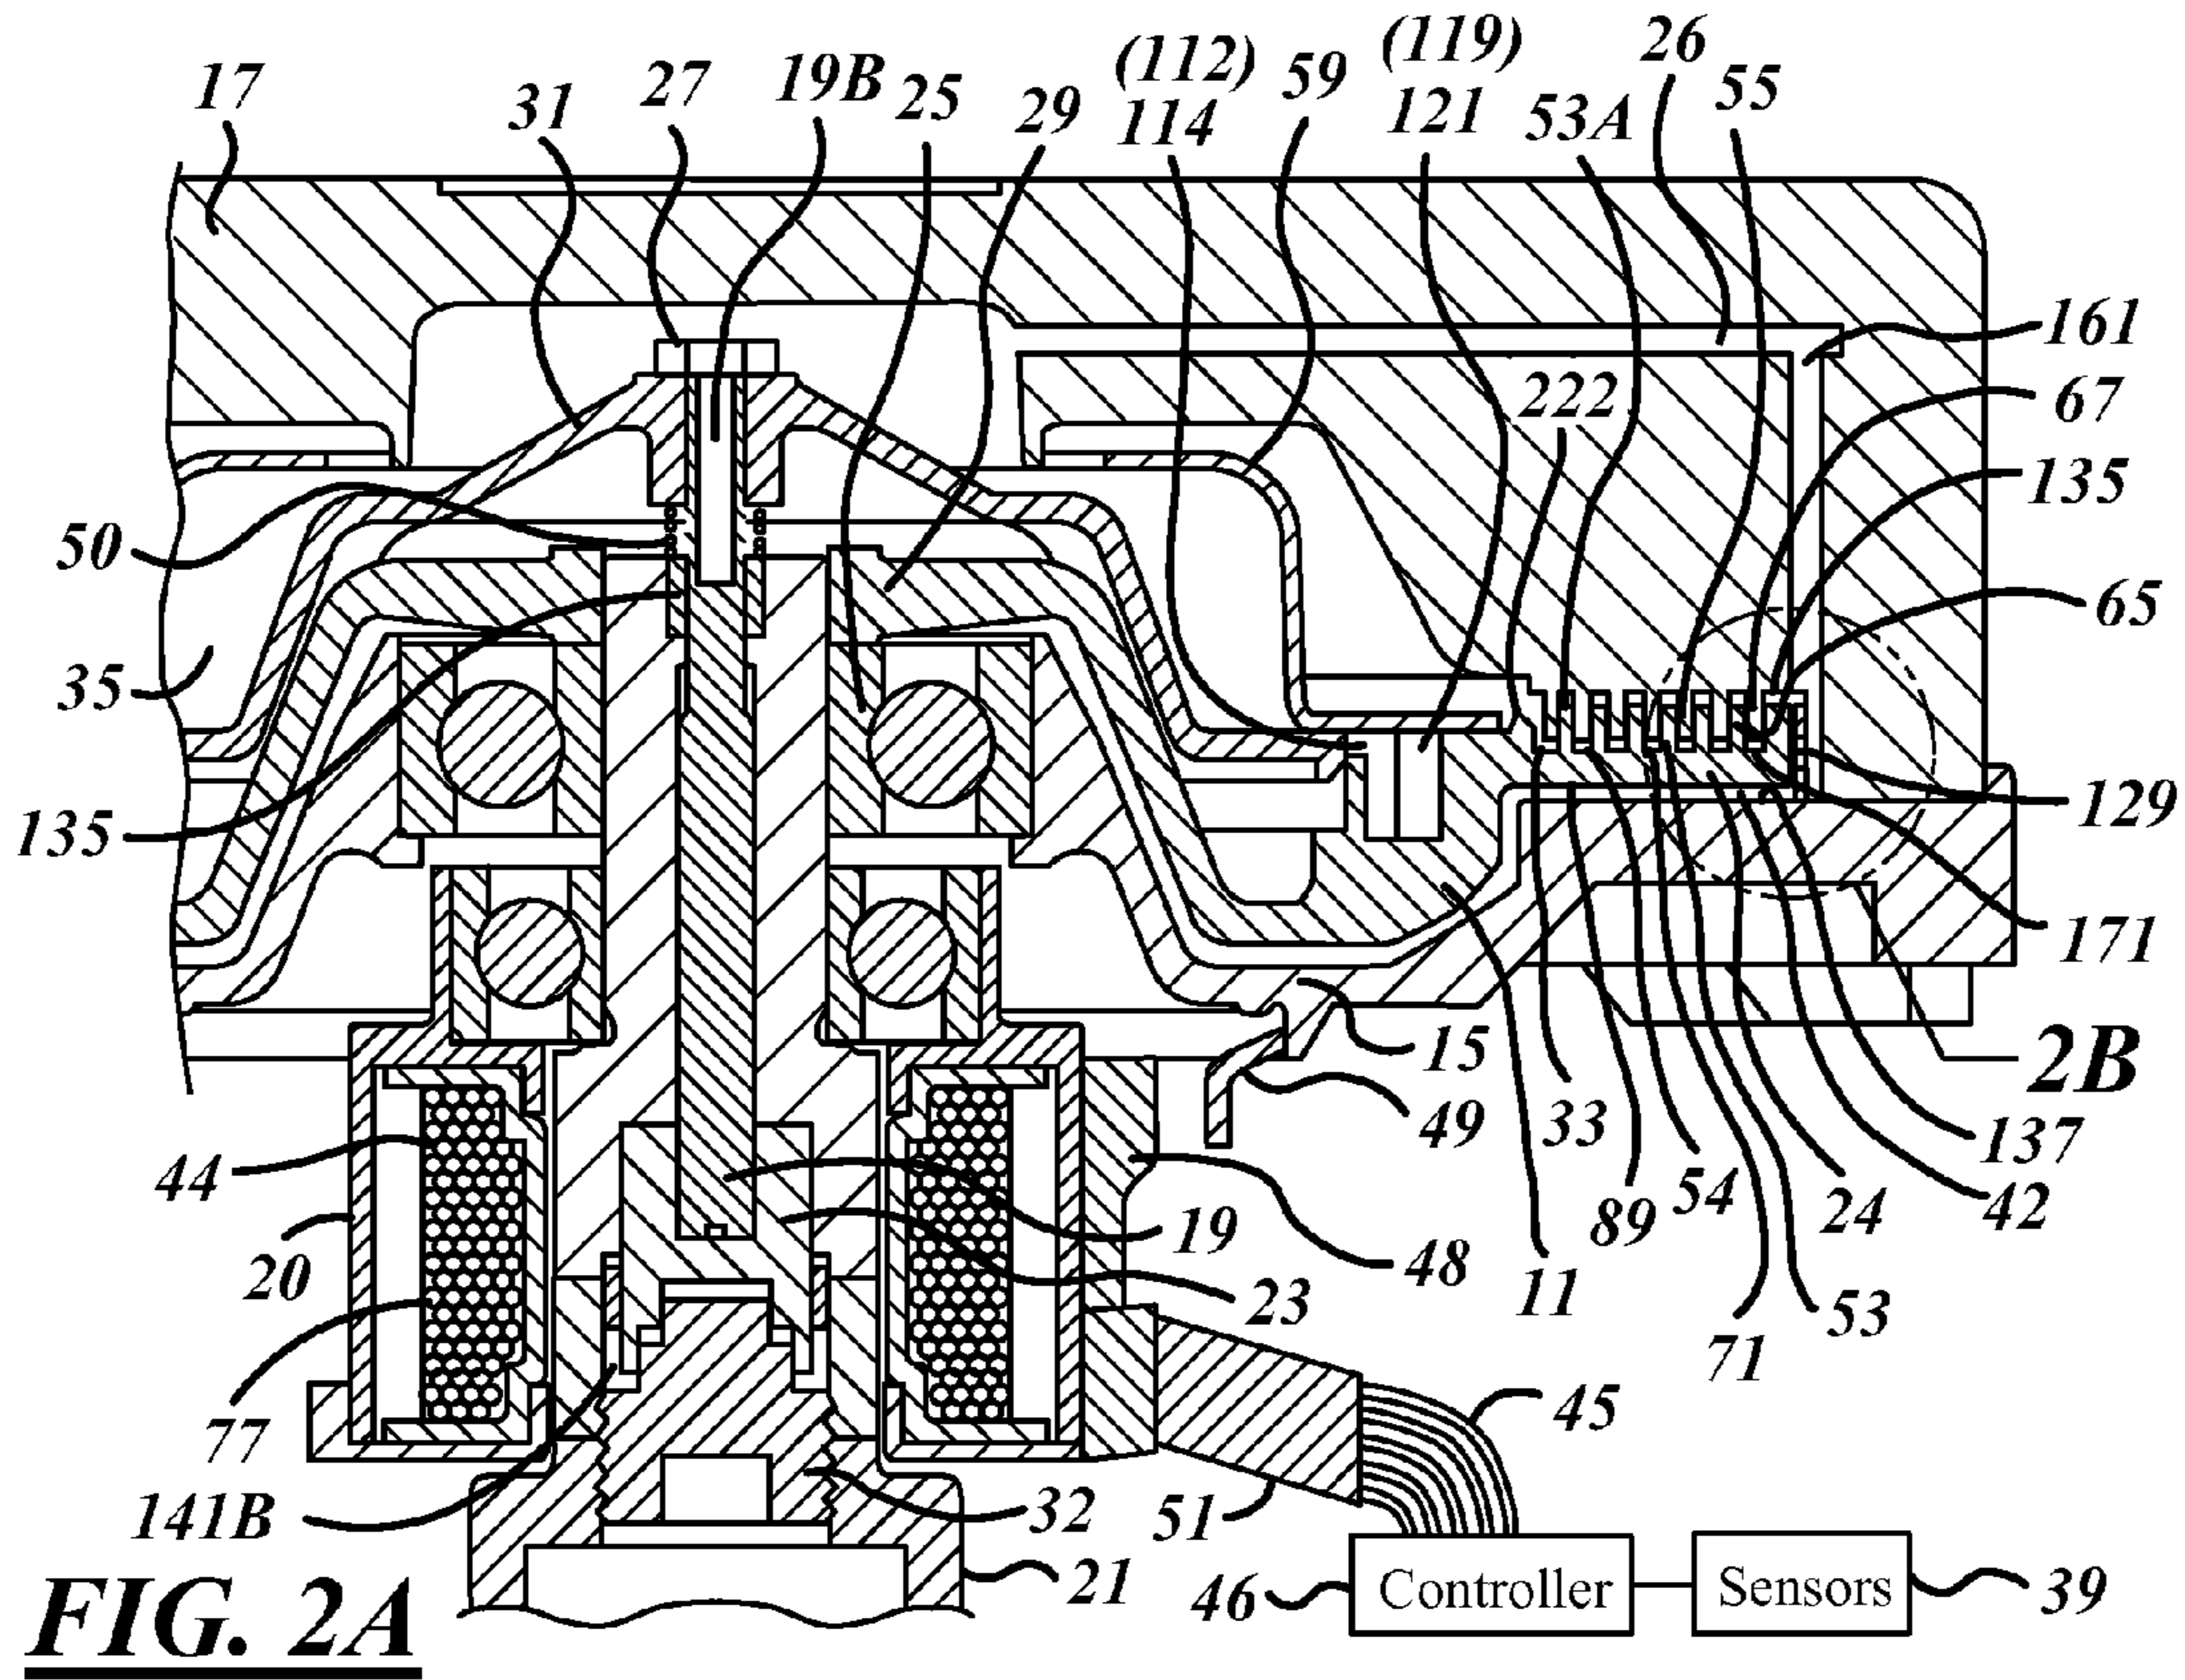 (112) (119) 26
17 31 27 19B 25 29 114 59 121 53A 55
161
222 67
135
50
65
35
135 129
171
15 2B
49 33 137
44 89 54 24 42
20 19 48 11 53
23 71
77 45
141B 32 51
21 46 Controller Sensors 39
FIG. 2A